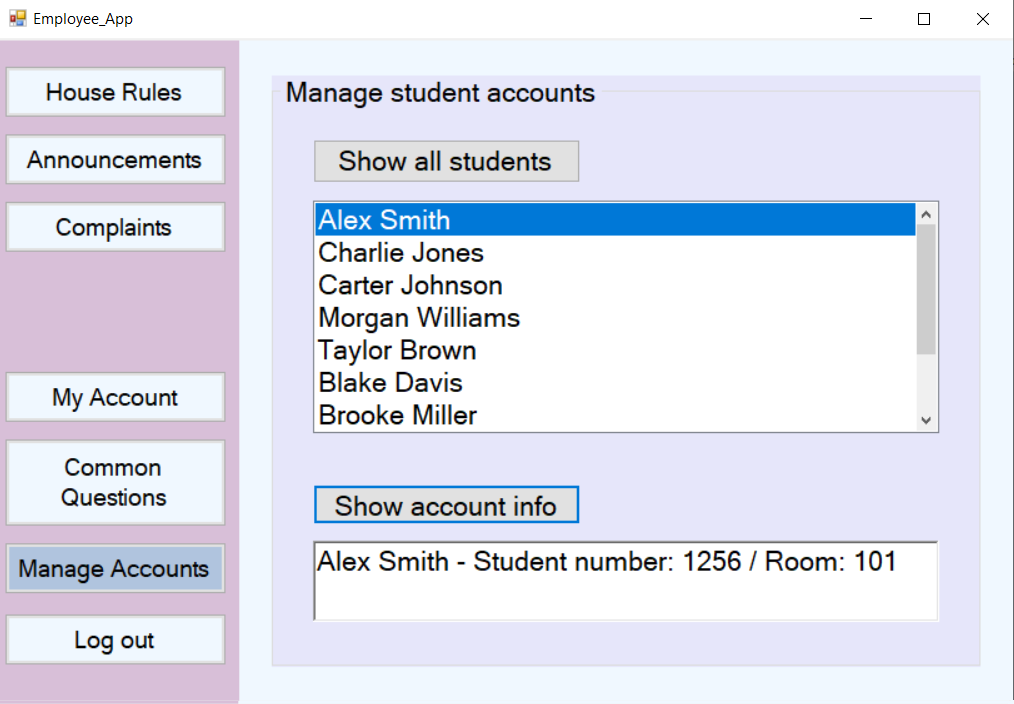 Employee_App
House Rules
Announcements
Complaints
My Account
Common
Questions
Manage Accounts
Log out
Manage student accounts
Show all students
Alex Smith
Charlie Jones
Carter Johnson
Morgan Williams
Taylor Brown
Blake Davis
Brooke Miller
Show account info
Alex Smith - Student number: 1256 / Room: 101